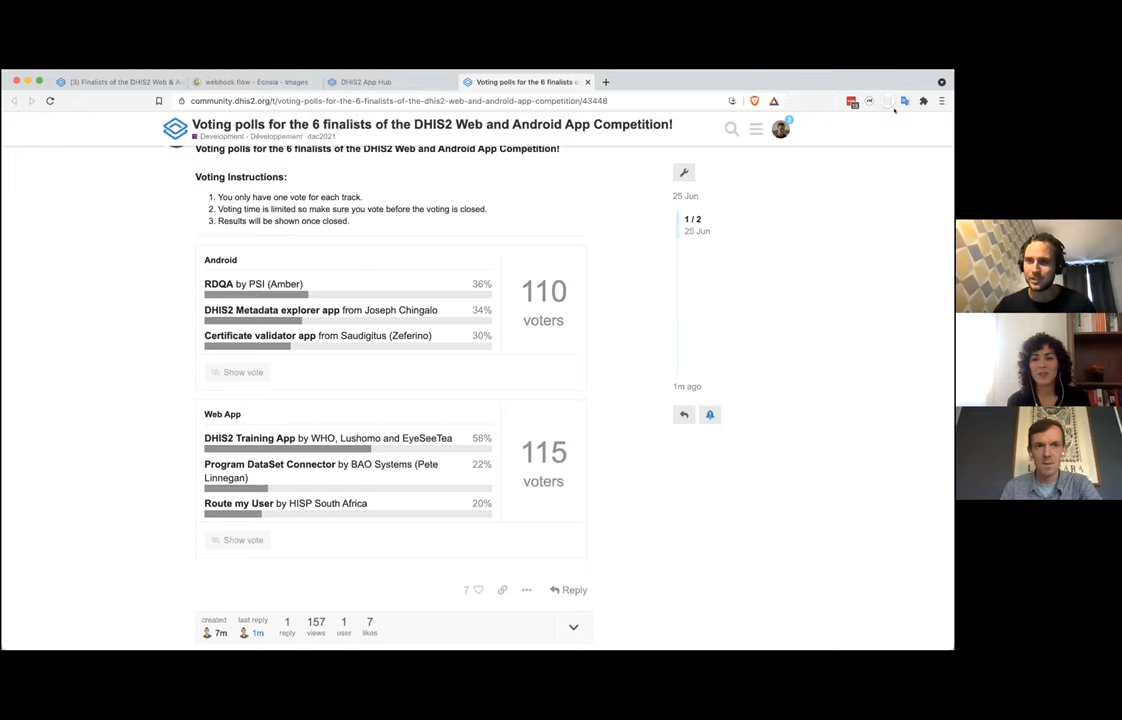 (3) Finalists of the DHIS2 Web & A
webhook flow - Ecosia - Images
DHIS2 App Hub
Voting polls for the 6 finalists o
community.dhis2.org/t/voting-polls-for-the-6-finalists-of-the-dhis2-web-and-android-app-competition/43448
Voting polls for the 6 finalists of the DHIS2 Web and Android App Competition!
Development - Développement dac2021
3
Voting polls for the 6 finalists of the DHIS2 Web and Android App Competition!
Voting Instructions:
1. You only have one vote for each track.
2. Voting time is limited so make sure you vote before the voting is closed.
3. Results will be shown once closed.
25 Jun
1 / 2
25 Jun
1m ago
Android
RDQA by PSI (Amber) 36%
DHIS2 Metadata explorer app from Joseph Chingalo 34%
Certificate validator app from Saudigitus (Zeferino) 30%
110
voters
Show vote
Web App
DHIS2 Training App by WHO, Lushomo and EyeSeeTea 58%
Program DataSet Connector by BAO Systems (Pete 22%
Linnegan)
Route my User by HISP South Africa 20%
115
voters
Show vote
7
Reply
created last reply 1 157 1 7
7m 1m reply views user likes